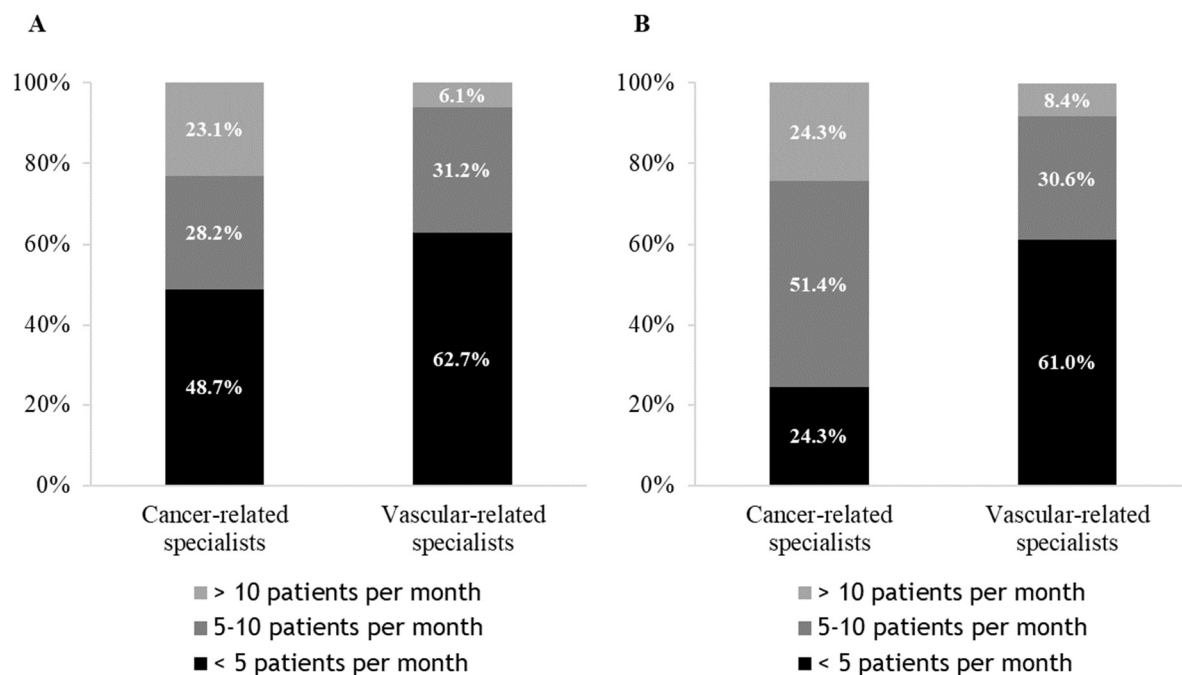 A
100%
80%
60%
40%
20%
0%
23.1%
28.2%
48.7%
6.1%
31.2%
62.7%
Cancer-related
specialists
Vascular-related
specialists
> 10 patients per month
5-10 patients per month
< 5 patients per month
B
100%
80%
60%
40%
20%
0%
24.3%
51.4%
24.3%
8.4%
30.6%
61.0%
Cancer-related
specialists
Vascular-related
specialists
> 10 patients per month
5-10 patients per month
< 5 patients per month